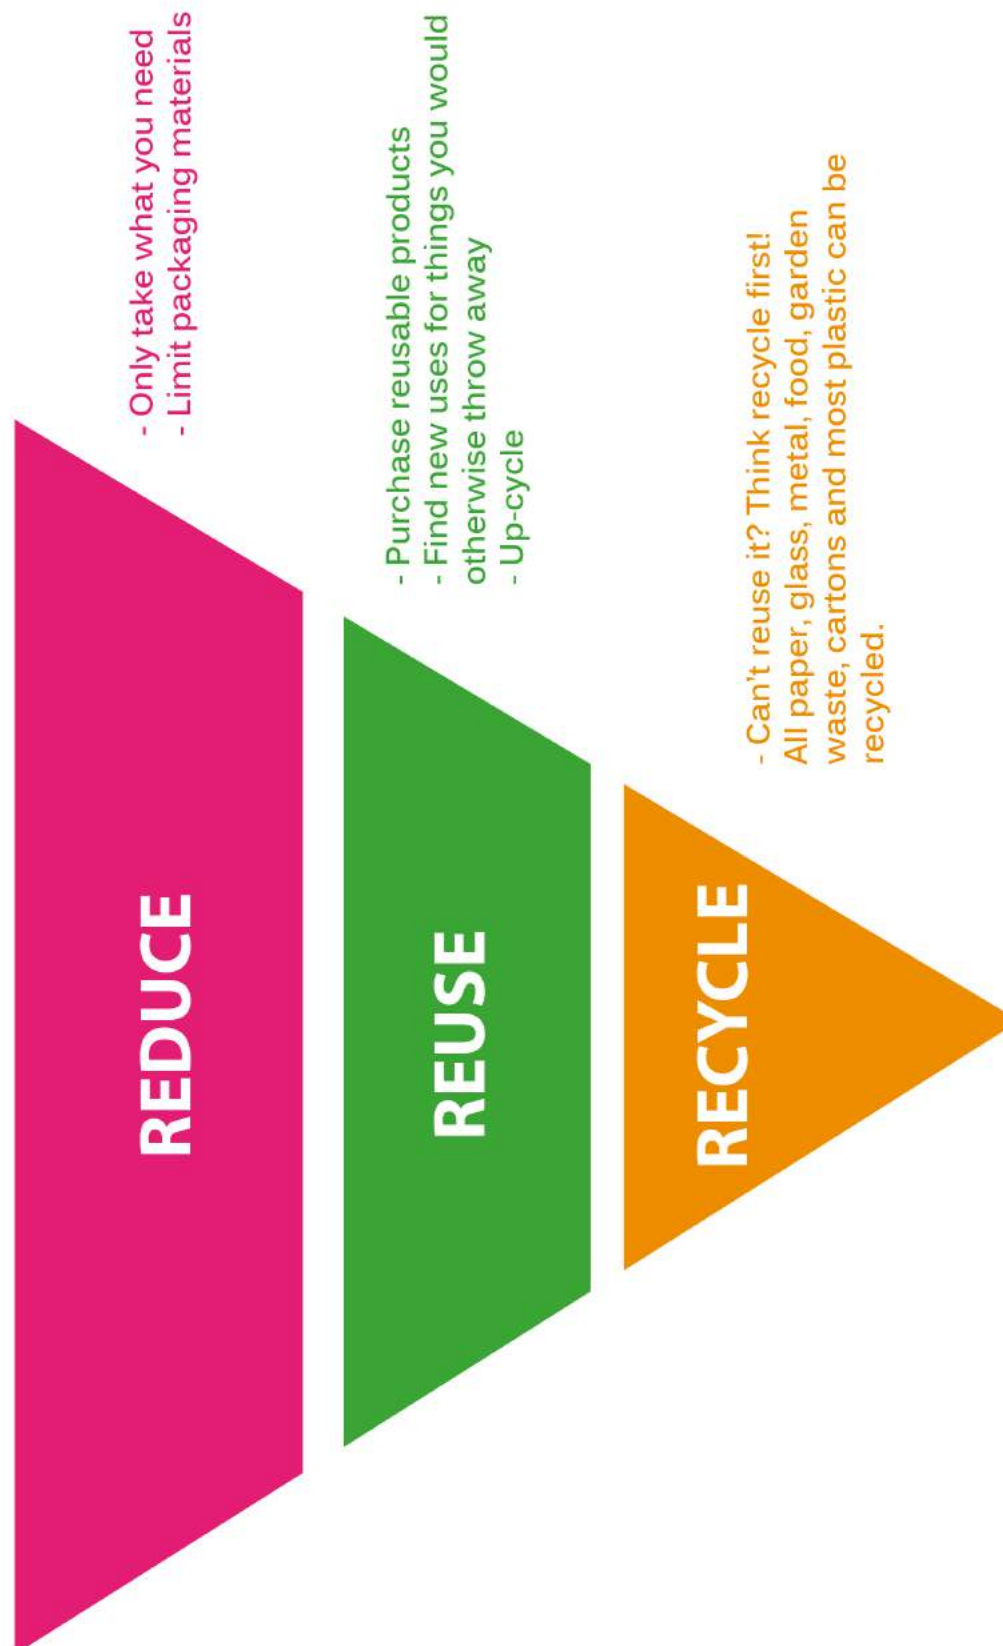 REDUCE
- Only take what you need
- Limit packaging materials
REUSE
- Purchase reusable products
- Find new uses for things you would
otherwise throw away
- Up-cycle
RECYCLE
- Can't reuse it? Think recycle first!
All paper, glass, metal, food, garden
waste, cartons and most plastic can be
recycled.